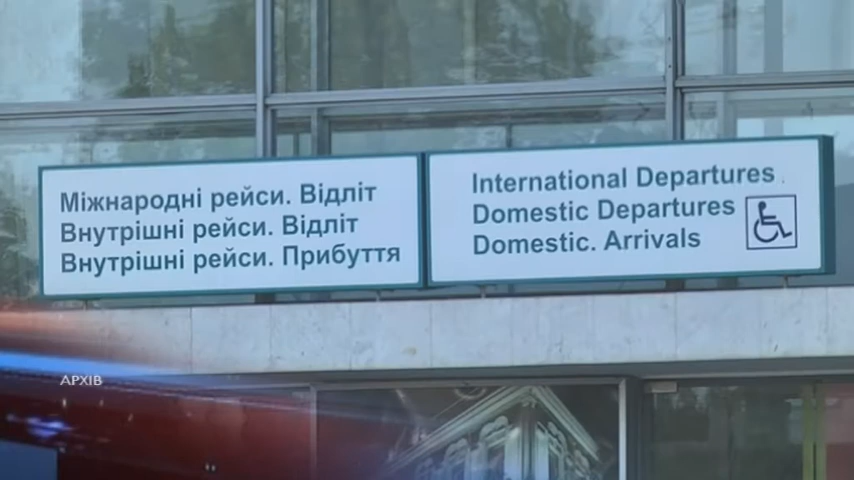 Міжнародні рейси. Відліт
Внутрішні рейси. Відліт
Внутрішні рейси. Прибуття
International Departures
Domestic Departures
Domestic. Arrivals
АРХІВ